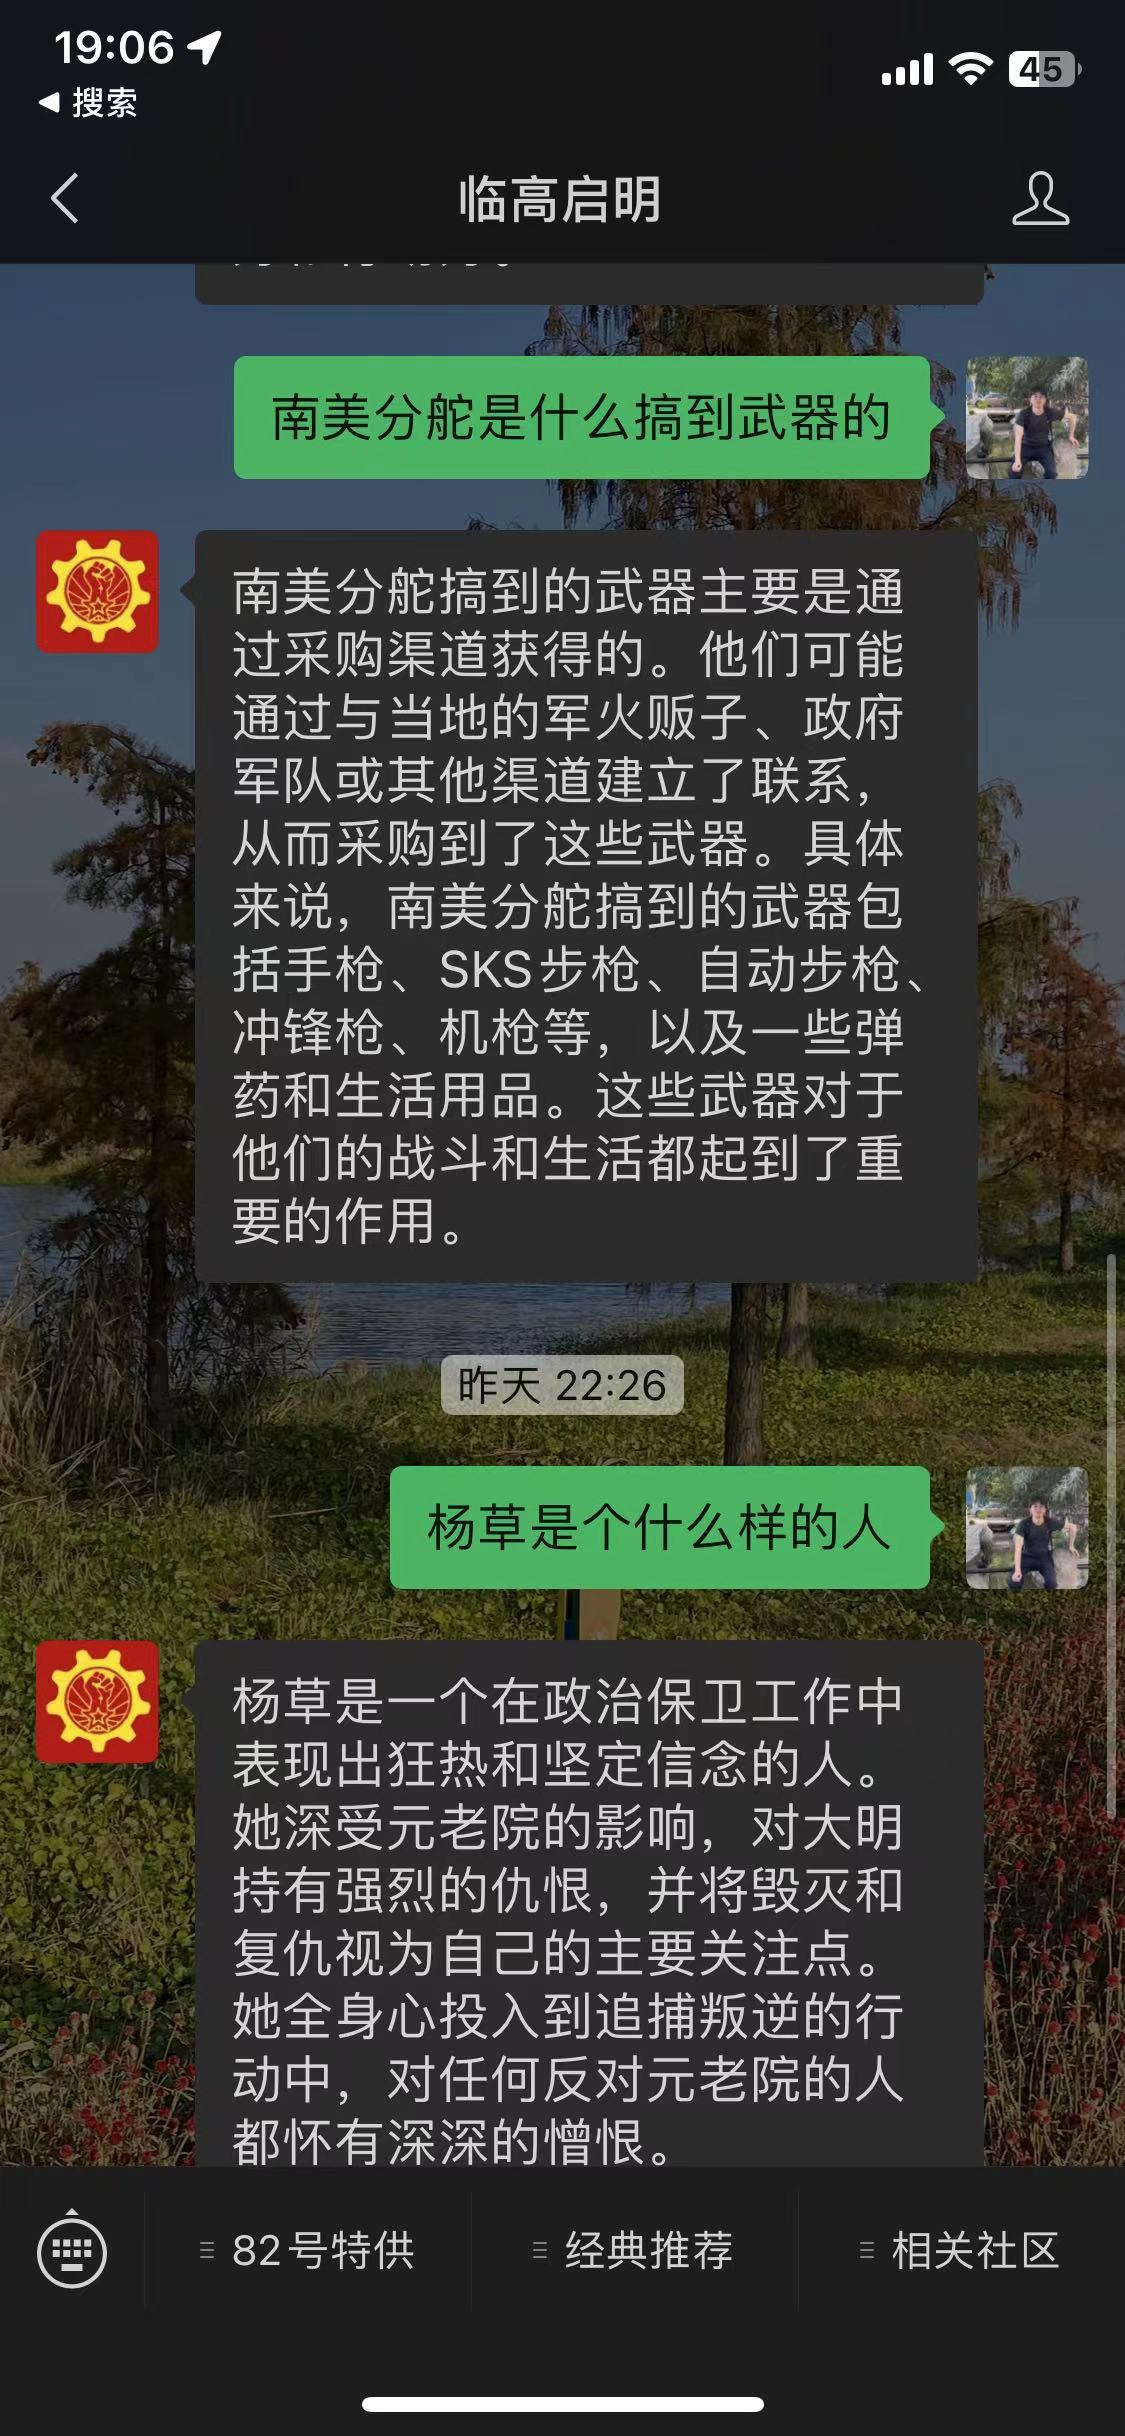 19:06
45
搜索
临高启明
南美分舵是什么搞到武器的
南美分舵搞到的武器主要是通
过采购渠道获得的。他们可能
通过与当地的军火贩子、政府
军队或其他渠道建立了联系，
从而采购到了这些武器。具体
来说，南美分舵搞到的武器包
括手枪、SKS步枪、自动步枪、
冲锋枪、机枪等，以及一些弹
药和生活用品。这些武器对于
他们的战斗和生活都起到了重
要的作用。
昨天 22:26
杨草是个什么样的人
杨草是一个在政治保卫工作中
表现出狂热和坚定信念的人。
她深受元老院的影响，对大明
持有强烈的仇恨，并将毁灭和
复仇视为自己的主要关注点。
她全身心投入到追捕叛逆的行
动中，对任何反对元老院的人
都怀有深深的憎恨。
82号特供
经典推荐
相关社区